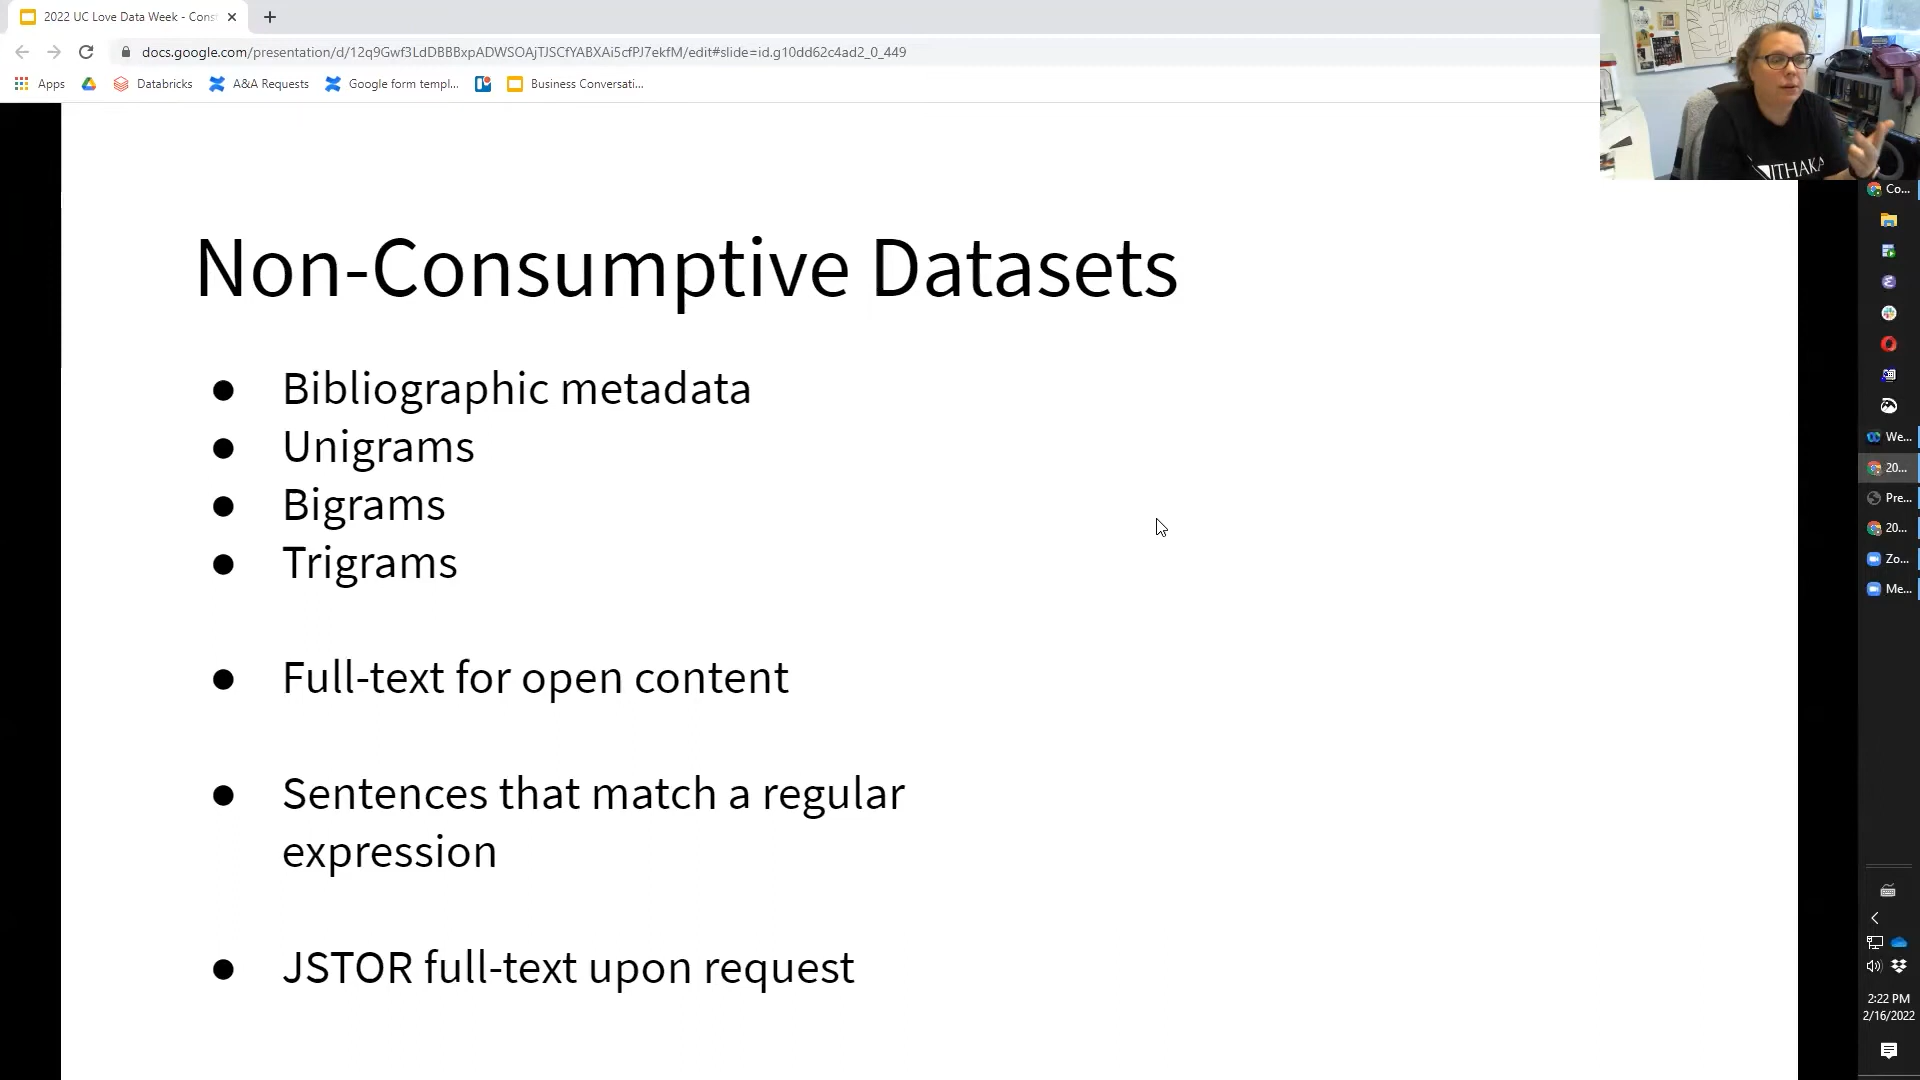 2022 UC Love Data Week - Const
docs.google.com/presentation/d/12q9Gwf3LdDBBBxpADWSOAjTJSCfYABXAi5cfPJ7ekfM/edit#slide=id.g10dd62c4ad2_0_449
Apps Databricks A&A Requests Google form templ... Business Conversati...
ITHAKA
Non-Consumptive Datasets
● Bibliographic metadata
● Unigrams
● Bigrams
● Trigrams
● Full-text for open content
● Sentences that match a regular
expression
● JSTOR full-text upon request
Co...
We...
20...
Pre...
20...
Zo...
Me...
2:22 PM
2/16/2022